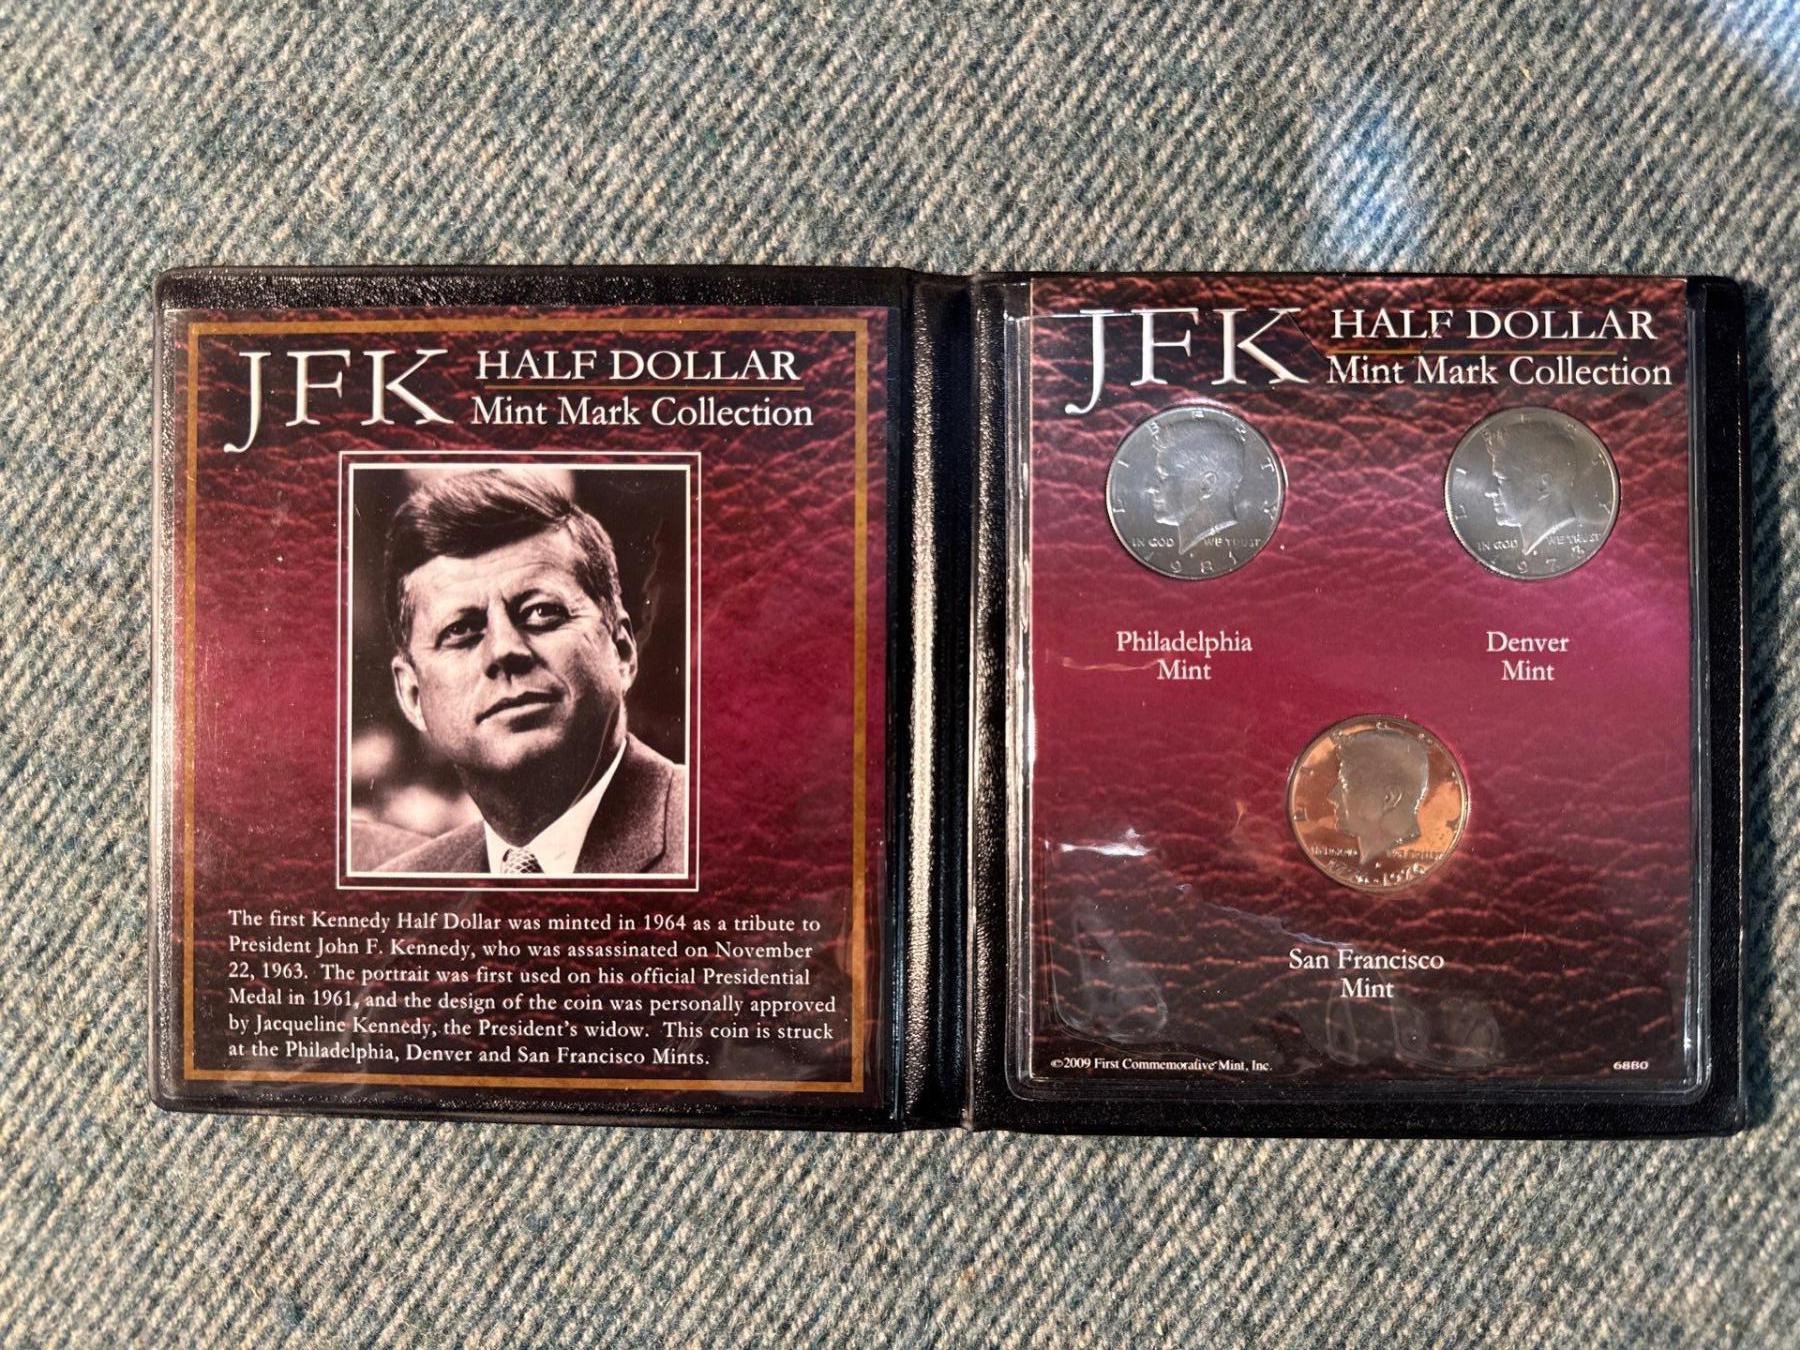 JFK HALF DOLLAR
Mint Mark Collection
The first Kennedy Half Dollar was minted in 1964 as a tribute to
President John F. Kennedy, who was assassinated on November
22, 1963. The portrait was first used on his official Presidential
Medal in 1961, and the design of the coin was personally approved
by Jacqueline Kennedy, the President's widow. This coin is struck
at the Philadelphia, Denver and San Francisco Mints.
JFK HALF DOLLAR
Mint Mark Collection
LIBERTY
IN GOD WE TRUST
LIBERTY
IN GOD WE TRUST
Philadelphia
Mint
Denver
Mint
San Francisco
Mint
©2009 First Commemorative Mint, Inc.
6880